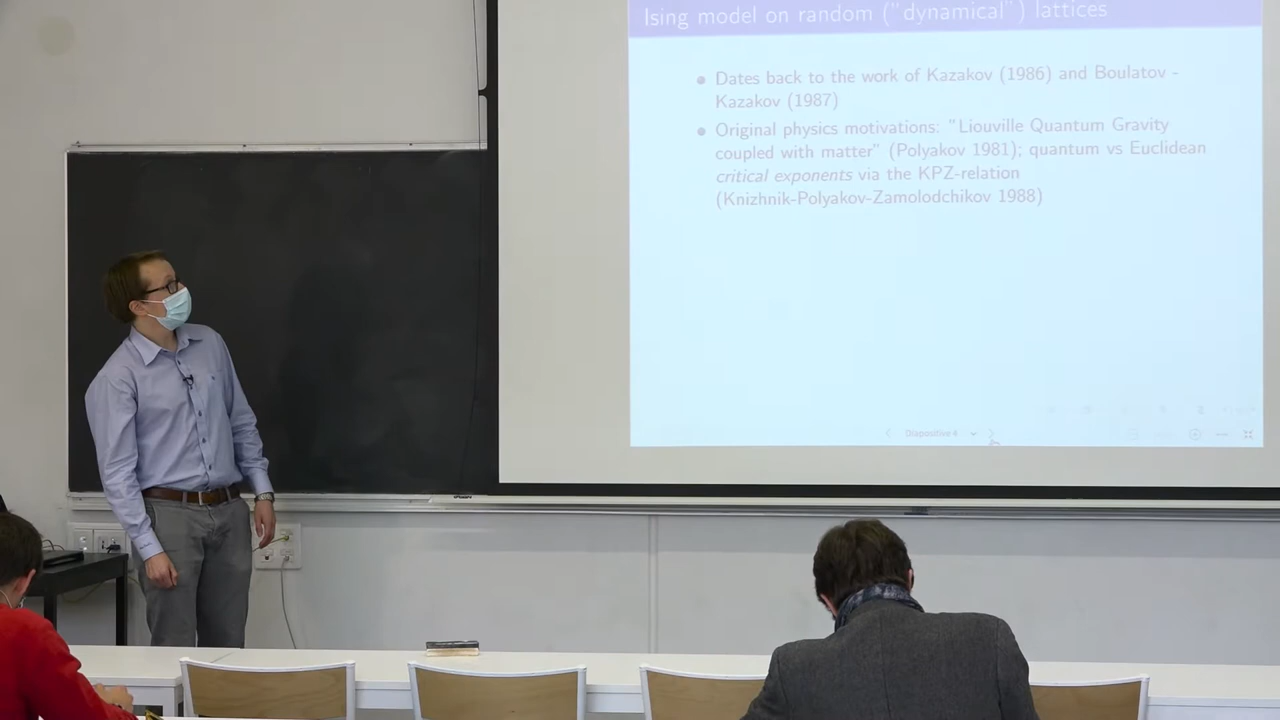 Ising model on random ("dynamical") lattices
Dates back to the work of Kazakov (1986) and Boulatov -
Kazakov (1987)
Original physics motivations: "Liouville Quantum Gravity
coupled with matter" (Polyakov 1981); quantum vs Euclidean
critical exponents via the KPZ-relation
(Knizhnik-Polyakov-Zamolodchikov 1988)
Diapositive 4